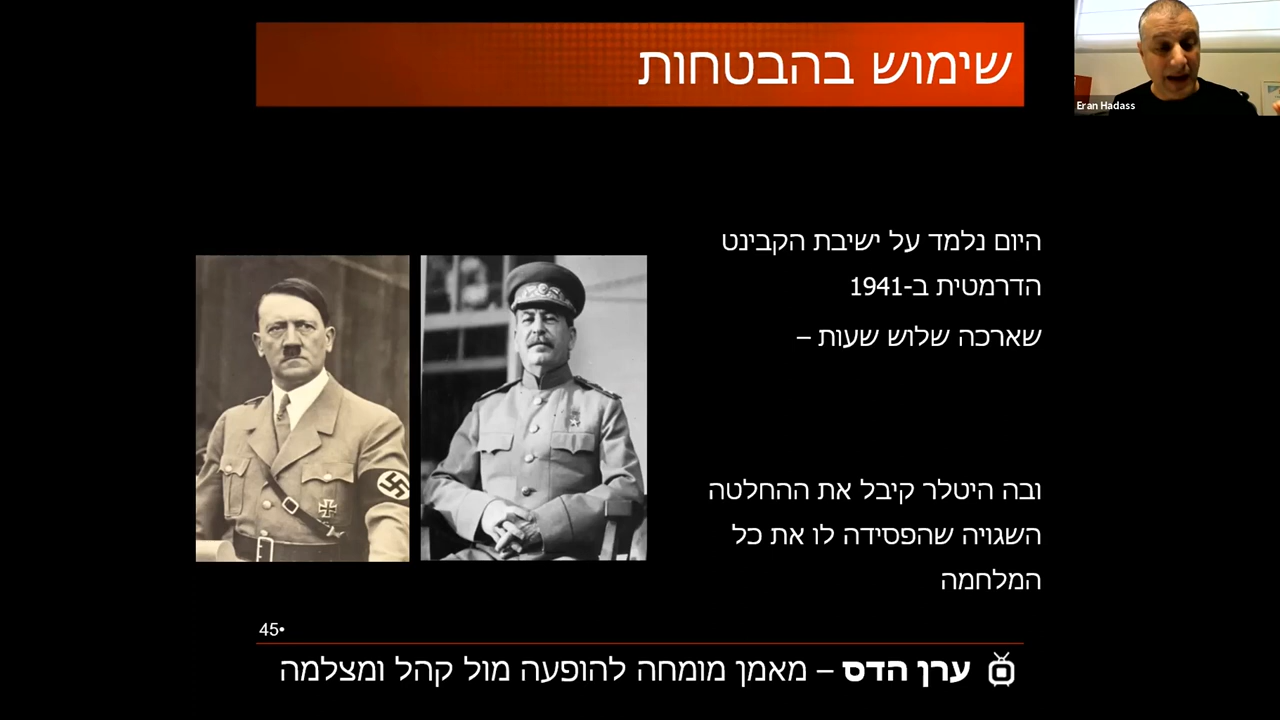 שימוש בהבטחות
Eran Hadass
היום נלמד על ישיבת הקבינט
הדרמטית ב-1941
שארכה שלוש שעות –
ובה היטלר קיבל את ההחלטה
השגויה שהפסידה לו את כל
המלחמה
45•
ערן הדס – מאמן מומחה להופעה מול קהל ומצלמה